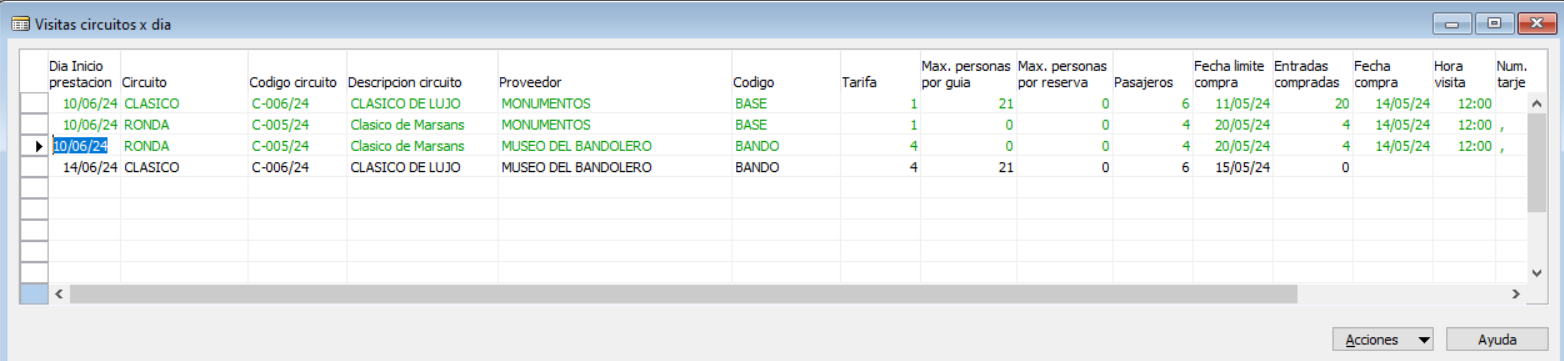 Visitas circuitos x dia
Dia Inicio prestacion Circuito Codigo circuito Descripcion circuito Proveedor Codigo Tarifa Max. personas por guia Max. personas por reserva Pasajeros Fecha limite compra Entradas compradas Fecha compra Hora visita Num. tarje
10/06/24 CLASICO C-006/24 CLASICO DE LUJO MONUMENTOS BASE 1 21 0 6 11/05/24 20 14/05/24 12:00
10/06/24 RONDA C-005/24 Clasico de Marsans MONUMENTOS BASE 1 0 0 4 20/05/24 4 14/05/24 12:00 ,
10/06/24 RONDA C-005/24 Clasico de Marsans MUSEO DEL BANDOLERO BANDO 4 0 0 4 20/05/24 4 14/05/24 12:00 ,
14/06/24 CLASICO C-006/24 CLASICO DE LUJO MUSEO DEL BANDOLERO BANDO 4 21 0 6 15/05/24 0
Acciones Ayuda